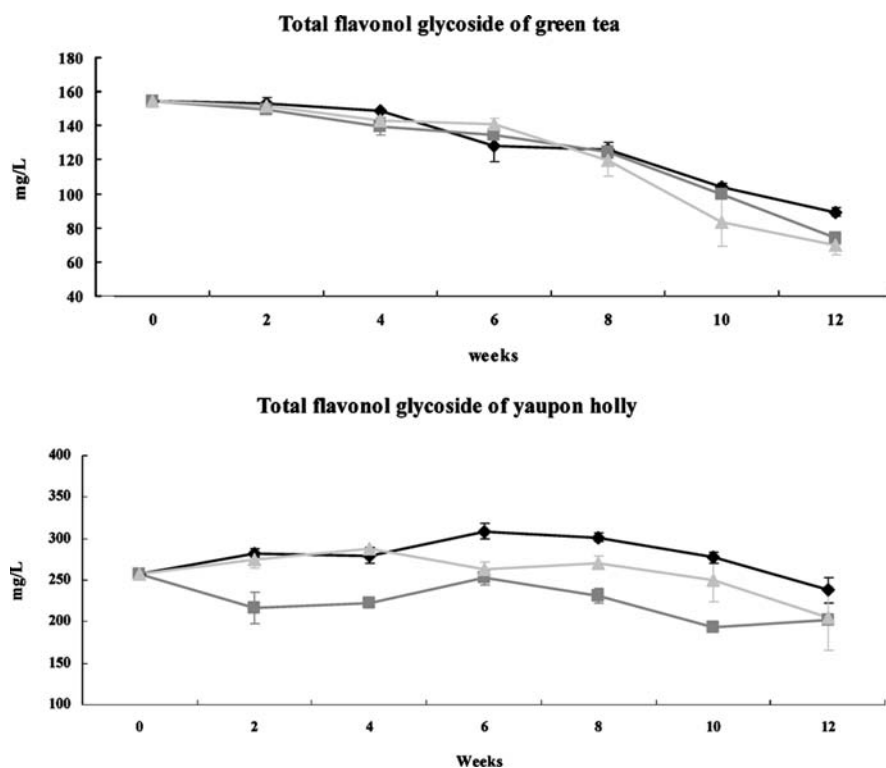 Total flavonol glycoside of green tea
180
160
140
120
100
80
60
40
mg/L
0 2 4 6 8 10 12
weeks
Total flavonol glycoside of yaupon holly
400
350
300
250
200
150
100
mg/L
0 2 4 6 8 10 12
Weeks